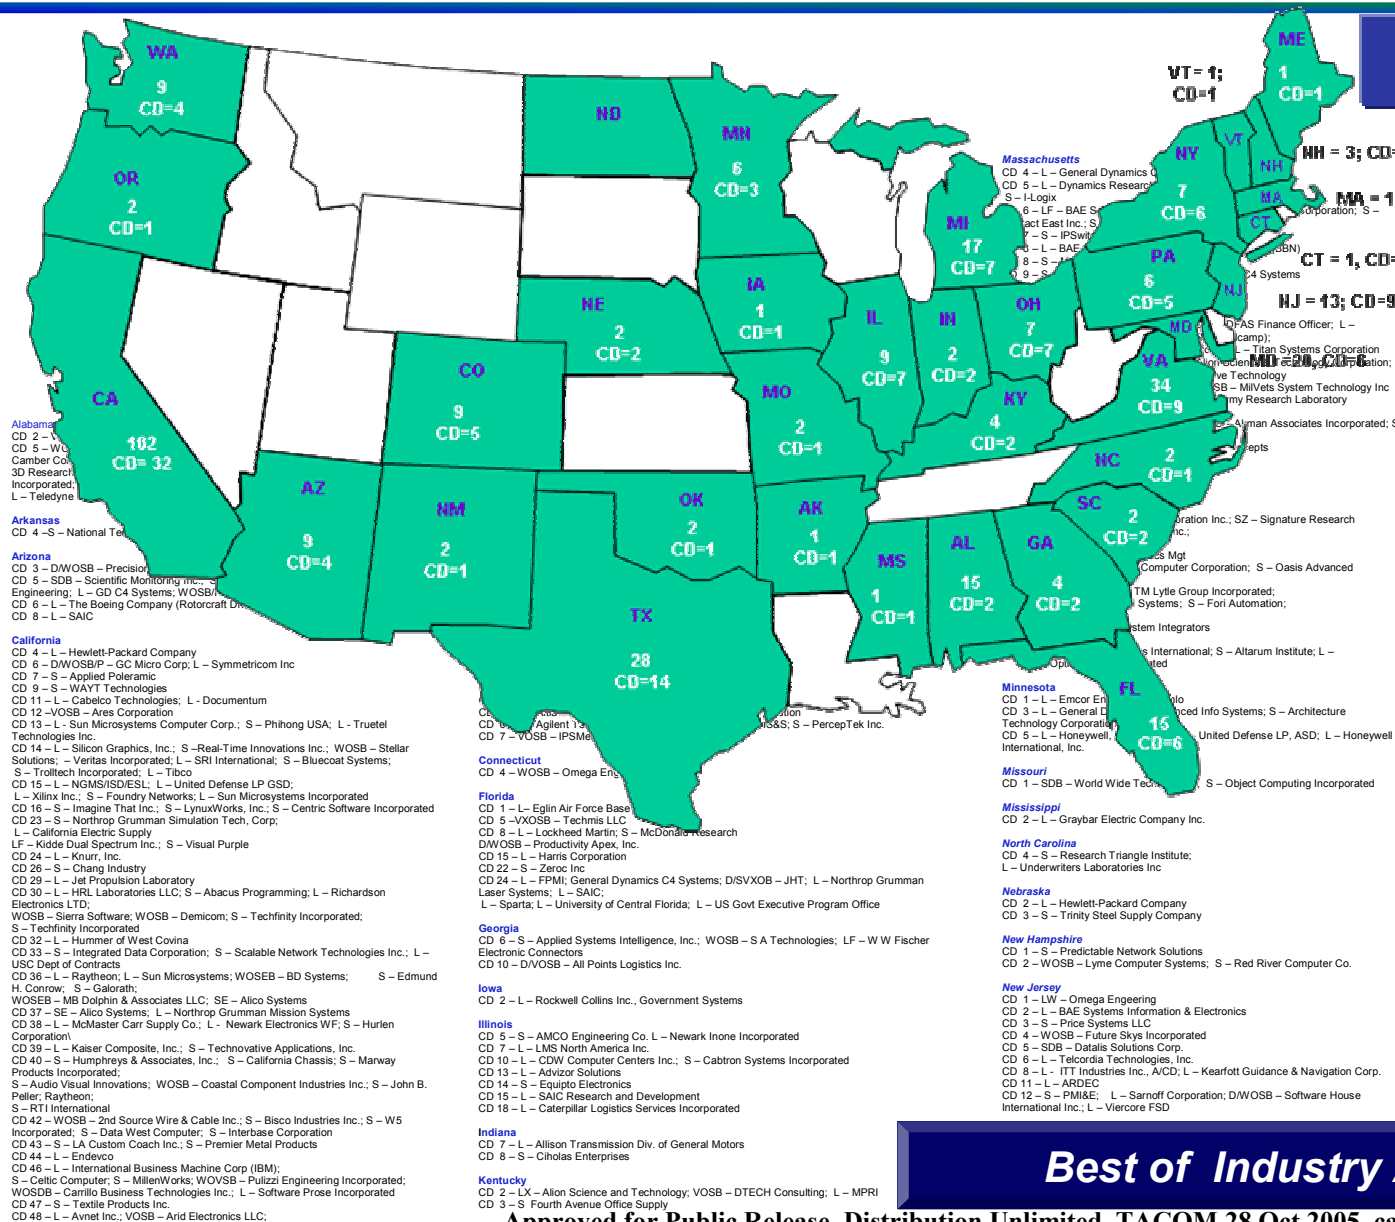 WA
9
CD=4
OR
2
CD=1
CA
102
CD= 32
AZ
9
CD=4
CO
9
CD=5
NM
2
CD=1
ND
NE
2
CD=2
MN
6
CD=3
IA
1
CD=1
MO
2
CD=1
OK
2
CD=1
AK
1
CD=1
TX
28
CD=14
IL
9
CD=7
IN
2
CD=2
MI
17
CD=7
OH
7
CD=7
KY
4
CD=2
MS
1
CD=1
AL
15
CD=2
GA
4
CD=2
FL
15
CD=6
SC
2
CD=2
NC
2
CD=1
VA
34
CD=9
PA
6
CD=5
NY
7
CD=6
ME
1
CD=1
VT
NH
MA
CT
NJ
MD
VT = 1;
CD=1
NH = 3; CD=
MA = 1
CT = 1, CD=
NJ = 13; CD=9
MD =20, CD=6
Alabama
CD 2 –
CD 5 –
Camber
3D Research
Incorporated;
L – Teledyne
Arkansas
CD 4 –S – National
Arizona
CD 3 – D/WOSB – Precision
CD 5 – SDB – Scientific Monitoring Inc.;
Engineering; L – GD C4 Systems;
CD 6 – L – The Boeing Company (Rotorcraft
CD 8 – L – SAIC
California
CD 4 – L – Hewlett-Packard Company
CD 6 – D/WOSB/P – GC Micro Corp; L – Symmetricom Inc
CD 7 – S – Applied Poleramic
CD 9 – S – WAYT Technologies
CD 11 – L – Cabelco Technologies; L - Documentum
CD 12 –VOSB – Ares Corporation
CD 13 – L - Sun Microsystems Computer Corp.; S – Phihong USA; L - Truetel
Technologies Inc.
CD 14 – L – Silicon Graphics, Inc.; S –Real-Time Innovations Inc.; WOSB – Stellar
Solutions; – Veritas Incorporated; L – SRI International; S – Bluecoat Systems;
S – Trolltech Incorporated; L – Tibco
CD 15 – L – NGMS/ISD/ESL; L – United Defense LP GSD;
L – Xilinx Inc.; S – Foundry Networks; L – Sun Microsystems Incorporated
CD 16 – S – Imagine That Inc.; S – LynuxWorks, Inc.; S – Centric Software Incorporated
CD 23 – S – Northrop Grumman Simulation Tech, Corp;
L – California Electric Supply
LF – Kidde Dual Spectrum Inc.; S – Visual Purple
CD 24 – L – Knurr, Inc.
CD 26 – S – Chang Industry
CD 29 – L – Jet Propulsion Laboratory
CD 30 – L – HRL Laboratories LLC; S – Abacus Programming; L – Richardson
Electronics LTD;
WOSB – Sierra Software; WOSB – Demicom; S – Techfinity Incorporated;
S – Techfinity Incorporated
CD 32 – L – Hummer of West Covina
CD 33 – S – Integrated Data Corporation; S – Scalable Network Technologies Inc.; L –
USC Dept of Contracts
CD 36 – L – Raytheon; L – Sun Microsystems; WOSEB – BD Systems; S – Edmund
H. Conrow; S – Galorath;
WOSEB – MB Dolphin & Associates LLC; SE – Alico Systems
CD 37 – SE – Alico Systems; L – Northrop Grumman Mission Systems
CD 38 – L – McMaster Carr Supply Co.; L - Newark Electronics WF; S – Hurlen
Corporation\
CD 39 – L – Kaiser Composite, Inc.; S – Technovative Applications, Inc.
CD 40 – S – Humphreys & Associates, Inc.; S – California Chassis; S – Marway
Products Incorporated;
S – Audio Visual Innovations; WOSB – Coastal Component Industries Inc.; S – John B.
Peller; Raytheon;
S – RTI International
CD 42 – WOSB – 2nd Source Wire & Cable Inc.; S – Bisco Industries Inc.; S – W5
Incorporated; S – Data West Computer; S – Interbase Corporation
CD 43 – S – LA Custom Coach Inc.; S – Premier Metal Products
CD 44 – L – Endevco
CD 46 – L – International Business Machine Corp (IBM);
S – Celtic Computer; S – MillenWorks; WOVSB – Pulizzi Engineering Incorporated;
WOSDB – Carrillo Business Technologies Inc.; L – Software Prose Incorporated
CD 47 – S – Textile Products Inc.
CD 48 – L – Avnet Inc.; VOSB – Arid Electronics LLC;
Agilent
S – PercepTek Inc.
CD 7 – VOSB –
Connecticut
CD 4 – WOSB – Omega
Florida
CD 1 – L– Eglin Air Force Base
CD 5 –VXOSB – Techmis LLC
CD 8 – L – Lockheed Martin; S – McDonald Research
D/WOSB – Productivity Apex, Inc.
CD 15 – L – Harris Corporation
CD 22 – S – Zeroc Inc
CD 24 – L – FPMI; General Dynamics C4 Systems; D/SVXOB – JHT; L – Northrop Grumman
Laser Systems; L – SAIC;
L – Sparta; L – University of Central Florida; L – US Govt Executive Program Office
Georgia
CD 6 – S – Applied Systems Intelligence, Inc.; WOSB – S A Technologies; LF – W W Fischer
Electronic Connectors
CD 10 – D/VOSB – All Points Logistics Inc.
Iowa
CD 2 – L – Rockwell Collins Inc., Government Systems
Illinois
CD 5 – S – AMCO Engineering Co. L – Newark Inone Incorporated
CD 7 – L – LMS North America Inc.
CD 10 – L – CDW Computer Centers Inc.; S – Cabtron Systems Incorporated
CD 13 – L – Advizor Solutions
CD 14 – S – Equipto Electronics
CD 15 – L – SAIC Research and Development
CD 18 – L – Caterpillar Logistics Services Incorporated
Indiana
CD 7 – L – Allison Transmission Div. of General Motors
CD 8 – S – Ciholas Enterprises
Kentucky
CD 2 – LX – Alion Science and Technology; VOSB – DTECH Consulting; L – MPRI
CD 3 – S Fourth Avenue Office Supply
Massachusetts
CD 4 – L – General Dynamics
CD 5 – L – Dynamics Research
S – I-Logix
6 – LF – BAE
East Inc.;
S –
C4 Systems
DFAS Finance Officer; L –
L – Titan Systems Corporation
Technology
– MilVets System Technology Inc
Army Research Laboratory
Associates Incorporated;
Inc.; SZ – Signature Research
Mgt
Computer Corporation; S – Oasis Advanced
TM Lytle Group Incorporated;
Systems; S – Fori Automation;
System Integrators
International; S – Altarum Institute; L –
Minnesota
CD 1 – L – Emcor
CD 3 – L – General
Info Systems; S – Architecture
Technology
CD 5 – L – Honeywell,
United Defense LP, ASD; L – Honeywell
International, Inc.
Missouri
CD 1 – SDB – World Wide
S – Object Computing Incorporated
Mississippi
CD 2 – L – Graybar Electric Company Inc.
North Carolina
CD 4 – S – Research Triangle Institute;
L – Underwriters Laboratories Inc
Nebraska
CD 2 – L – Hewlett-Packard Company
CD 3 – S – Trinity Steel Supply Company
New Hampshire
CD 1 – S – Predictable Network Solutions
CD 2 – WOSB – Lyme Computer Systems; S – Red River Computer Co.
New Jersey
CD 1 – LW – Omega Engeering
CD 2 – L – BAE Systems Information & Electronics
CD 3 – S – Price Systems LLC
CD 4 – WOSB – Future Skys Incorporated
CD 5 – SDB – Datalis Solutions Corp.
CD 6 – L – Telcordia Technologies, Inc.
CD 8 – L - ITT Industries Inc., A/CD; L – Kearfott Guidance & Navigation Corp.
CD 11 – L – ARDEC
CD 12 – S – PMI&E; L – Sarnoff Corporation; D/WOSB – Software House
International Inc.; L – Viercore FSD
Best of Industry
Approved for Public Release, Distribution Unlimited, TACOM 28 Oct 2005,